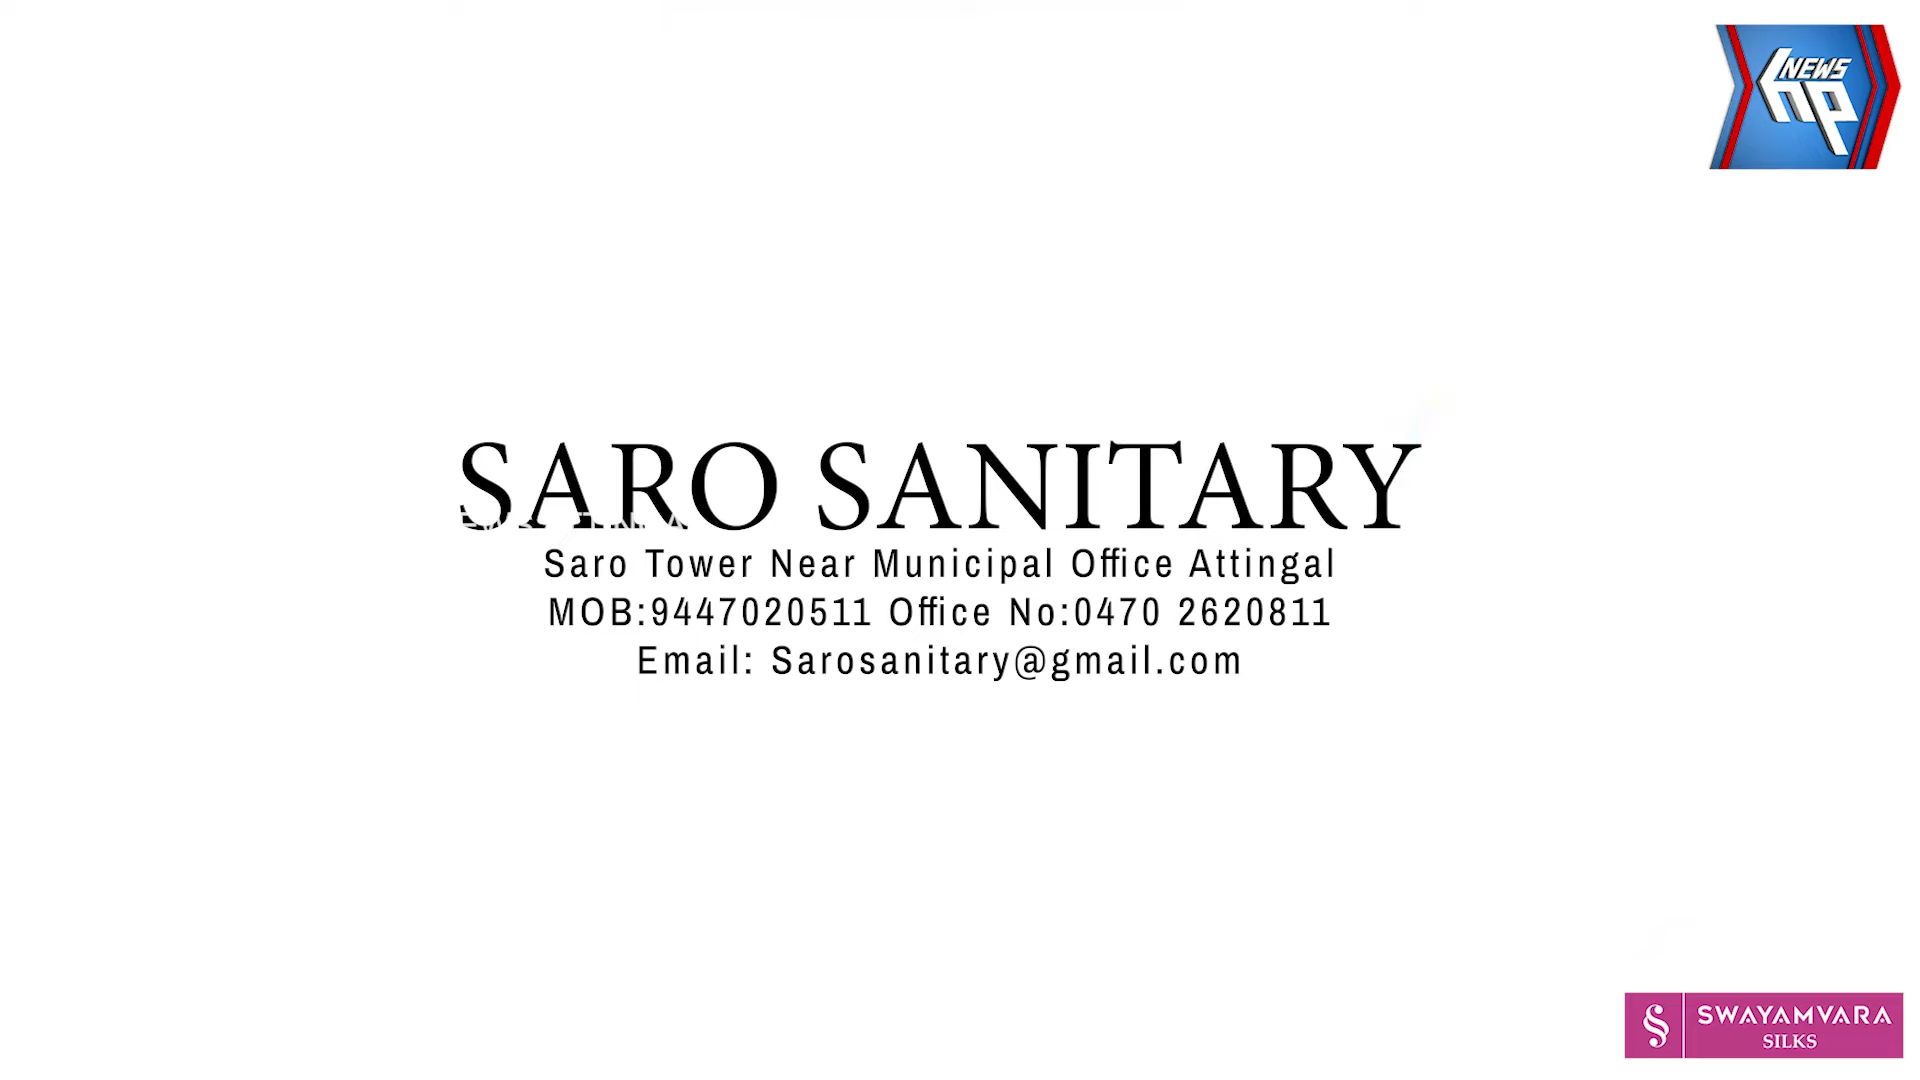 NEWS
SARO SANITARY
Saro Tower Near Municipal Office Attingal
MOB:9447020511 Office No:0470 2620811
Email: Sarosanitary@gmail.com
SWAYAMVARA
SILKS